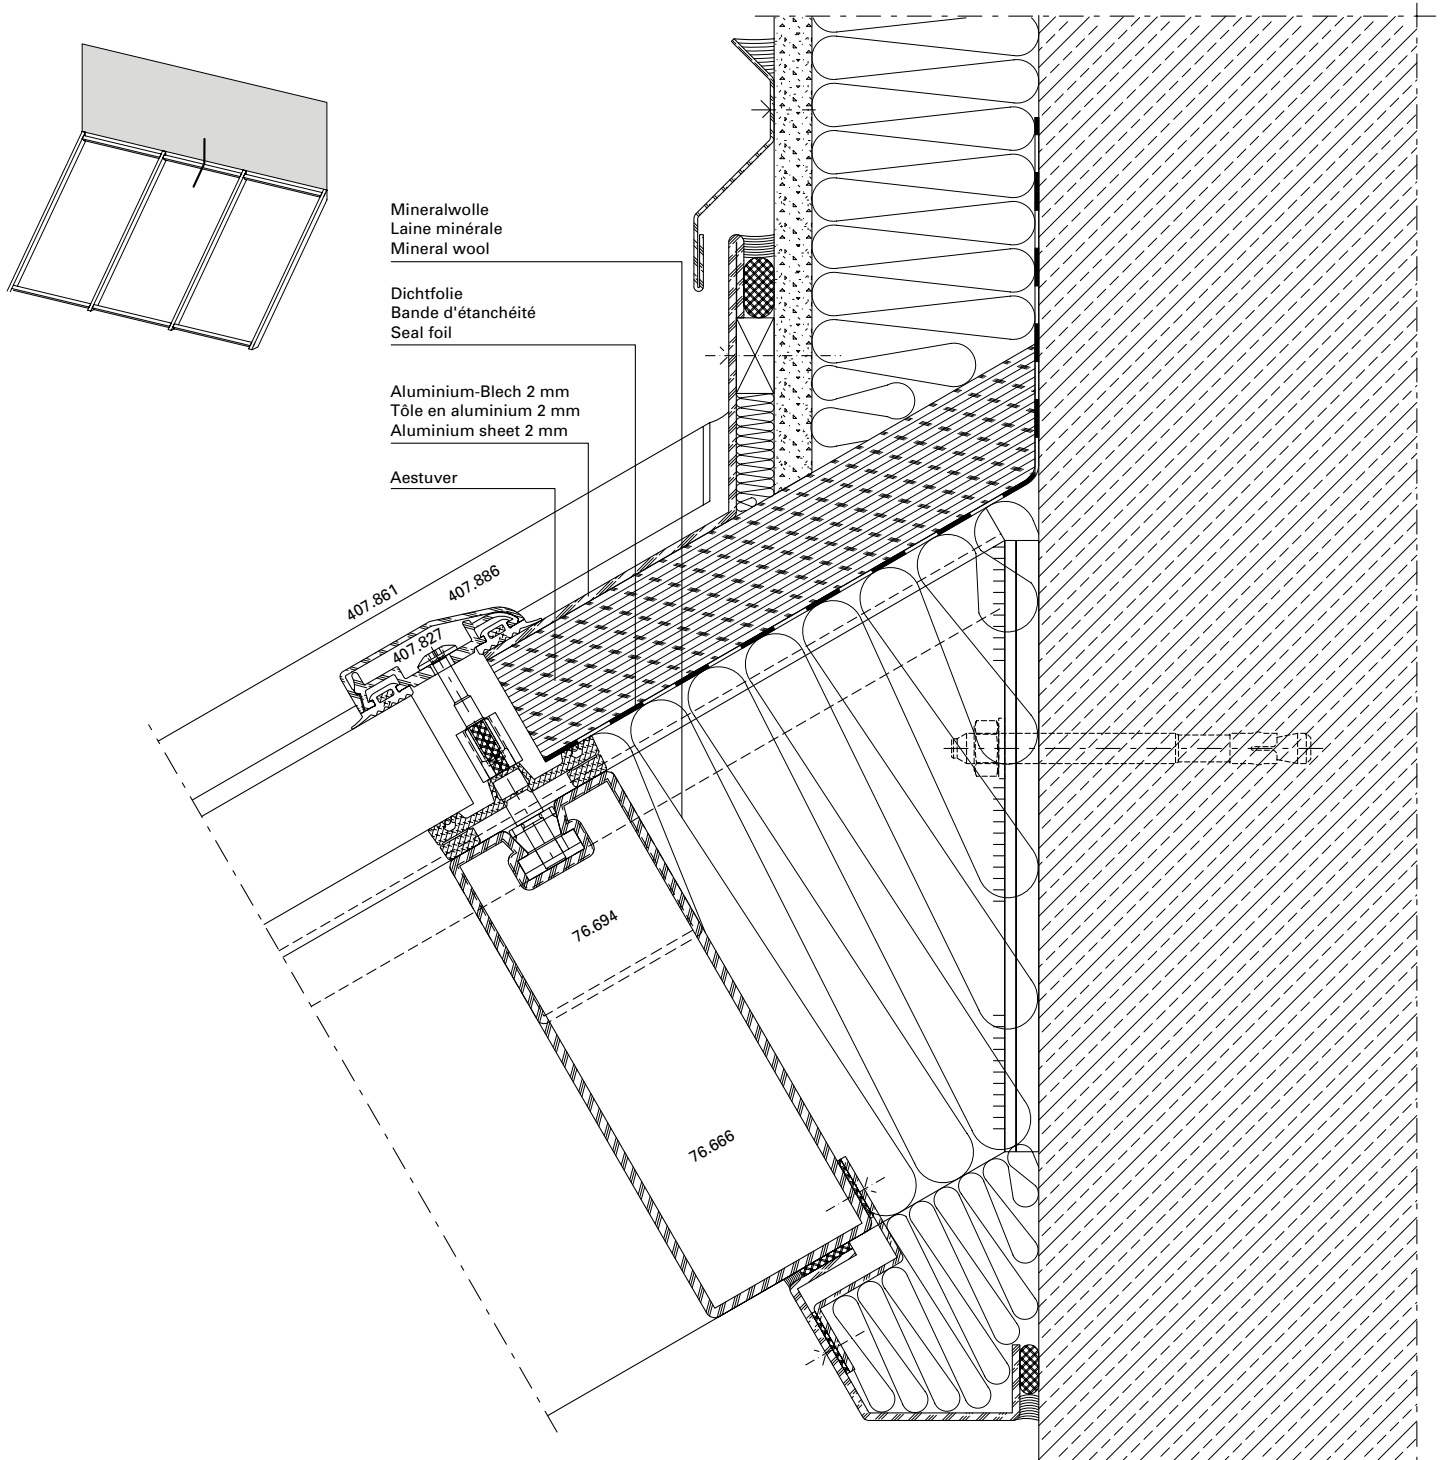 Mineralwolle
Laine minérale
Mineral wool
Dichtfolie
Bande d'étanchéité
Seal foil
Aluminium-Blech 2 mm
Tôle en aluminium 2 mm
Aluminium sheet 2 mm
Aestuver
407.861
407.886
407.827
76.694
76.666